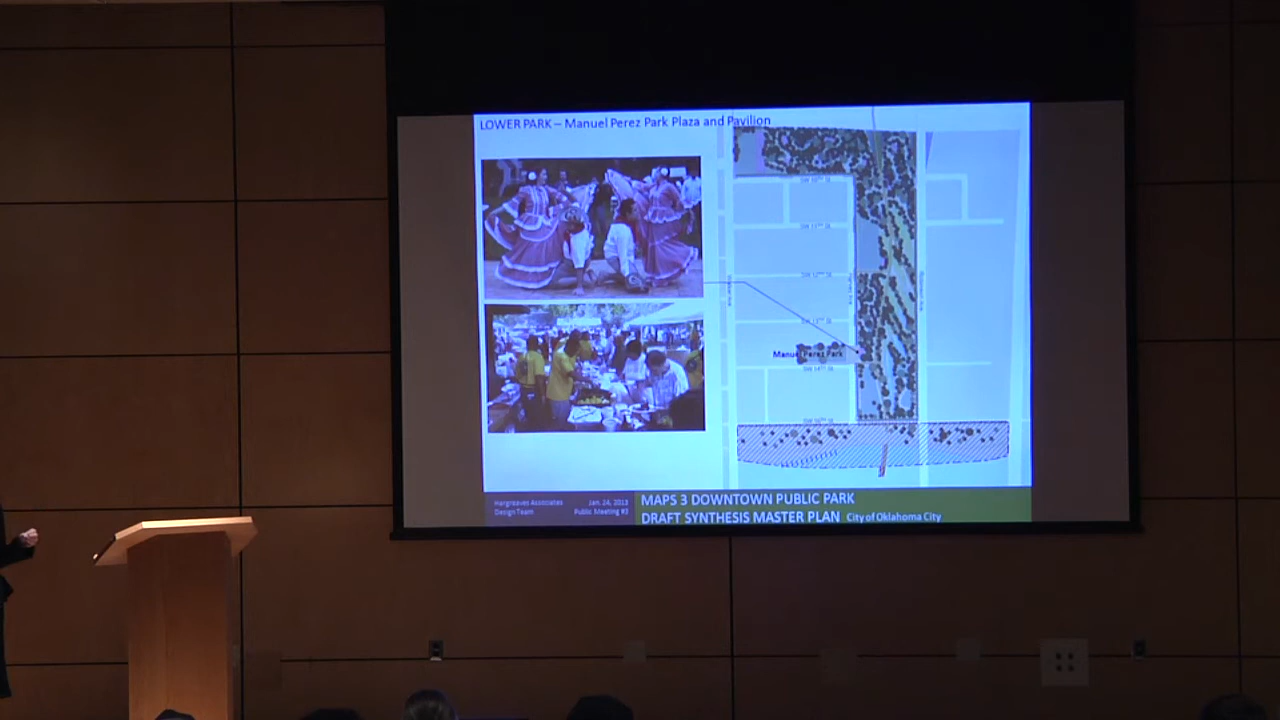 LOWER PARK – Manuel Perez Park Plaza and Pavilion
Manuel Perez Park
Hargreaves Associates
Design Team
Jan. 24, 2013
Public Meeting #2
MAPS 3 DOWNTOWN PUBLIC PARK
DRAFT SYNTHESIS MASTER PLAN City of Oklahoma City